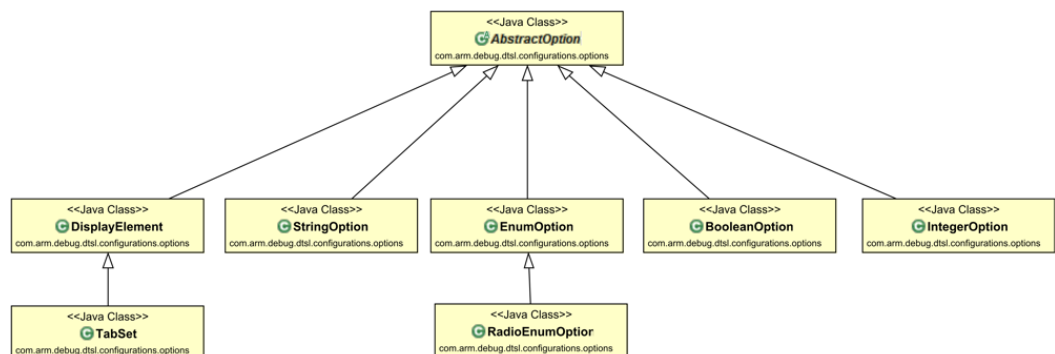 <<Java Class>>
AbstractOption
com.arm.debug.dtsl.configurations.options
<<Java Class>>
DisplayElement
com.arm.debug.dtsl.configurations.options
<<Java Class>>
StringOption
com.arm.debug.dtsl.configurations.options
<<Java Class>>
EnumOption
com.arm.debug.dtsl.configurations.options
<<Java Class>>
BooleanOption
com.arm.debug.dtsl.configurations.options
<<Java Class>>
IntegerOption
com.arm.debug.dtsl.configurations.options
<<Java Class>>
TabSet
com.arm.debug.dtsl.configurations.options
<<Java Class>>
RadioEnumOptior
com.arm.debug.dtsl.configurations.options